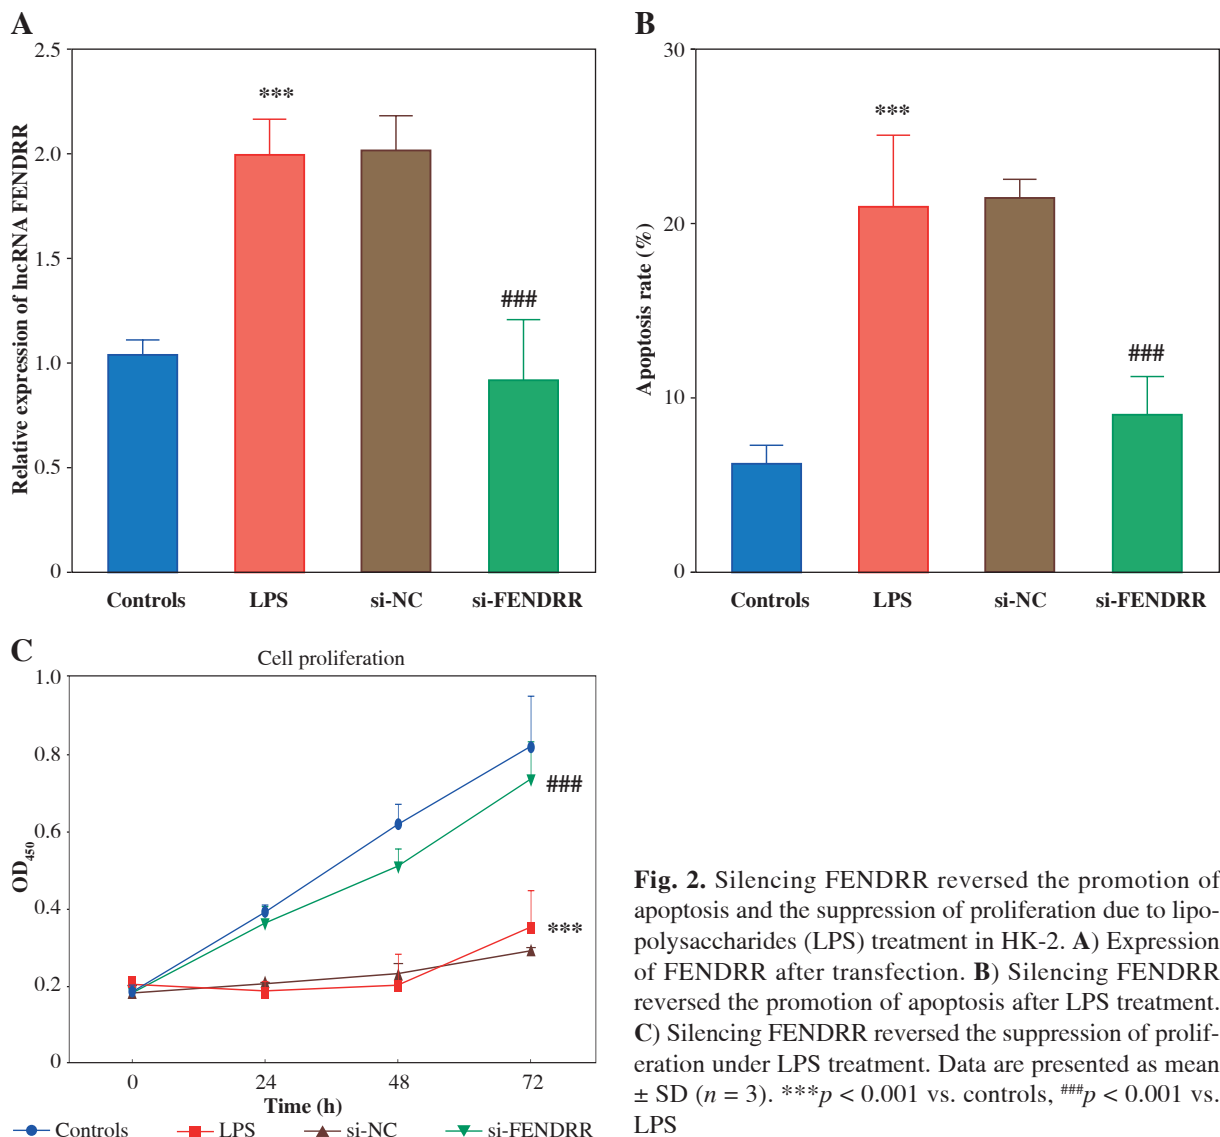 A
Relative expression of lncRNA FENDRR
2.5
2.0
1.5
1.0
0.5
0
***
###
Controls LPS si-NC si-FENDRR
B
Apoptosis rate (%)
30
20
10
0
***
###
Controls LPS si-NC si-FENDRR
C
Cell proliferation
OD450
1.0
0.8
0.6
0.4
0.2
0
###
***
0 24 48 72
Time (h)
Controls LPS si-NC si-FENDRR
Fig. 2. Silencing FENDRR reversed the promotion of
apoptosis and the suppression of proliferation due to lipo-
polysaccharides (LPS) treatment in HK-2. A) Expression
of FENDRR after transfection. B) Silencing FENDRR
reversed the promotion of apoptosis after LPS treatment.
C) Silencing FENDRR reversed the suppression of prolif-
eration under LPS treatment. Data are presented as mean
± SD (n = 3). ***p < 0.001 vs. controls, ###p < 0.001 vs.
LPS